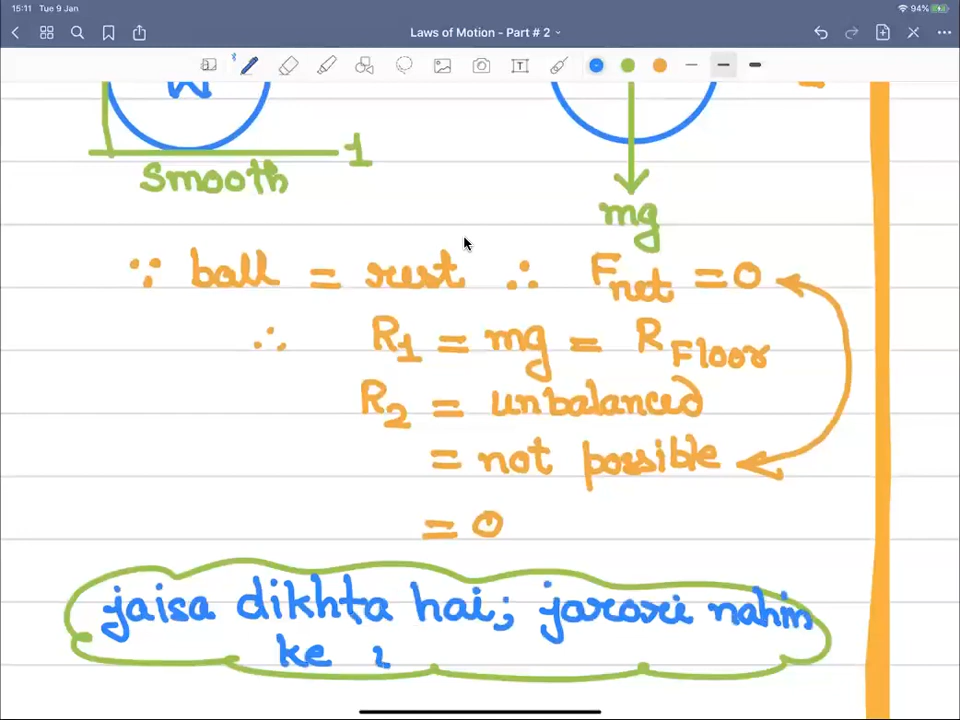 15:11 Tue 9 Jan
94%
Laws of Motion - Part # 2
W
Smooth
1
mg
∵ ball = rest ∴ Fnet = 0
∴ R1 = mg = RFloor
R2 = unbalanced
= not possible
= 0
jaisa dikhta hai; jarori nahin
ke